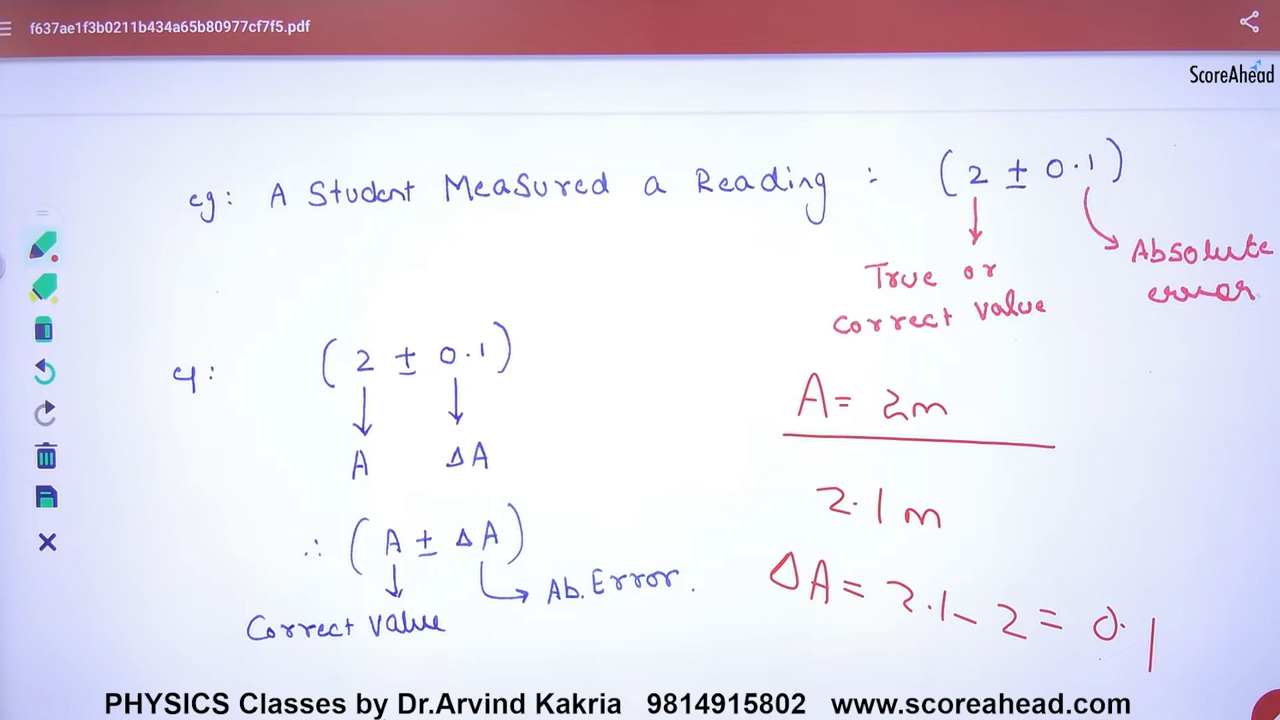 f637ae1f3b0211b434a65b80977cf7f5.pdf
ScoreAhead
eg: A Student Measured a Reading : (2 ± 0.1)
True or
correct value
Absolute
error
4: (2 ± 0.1)
A ΔA
∴ (A ± ΔA)
Correct value
Ab. Error.
A = 2m
2.1 m
ΔA = 2.1 - 2 = 0.1
PHYSICS Classes by Dr.Arvind Kakria 9814915802 www.scoreahead.com